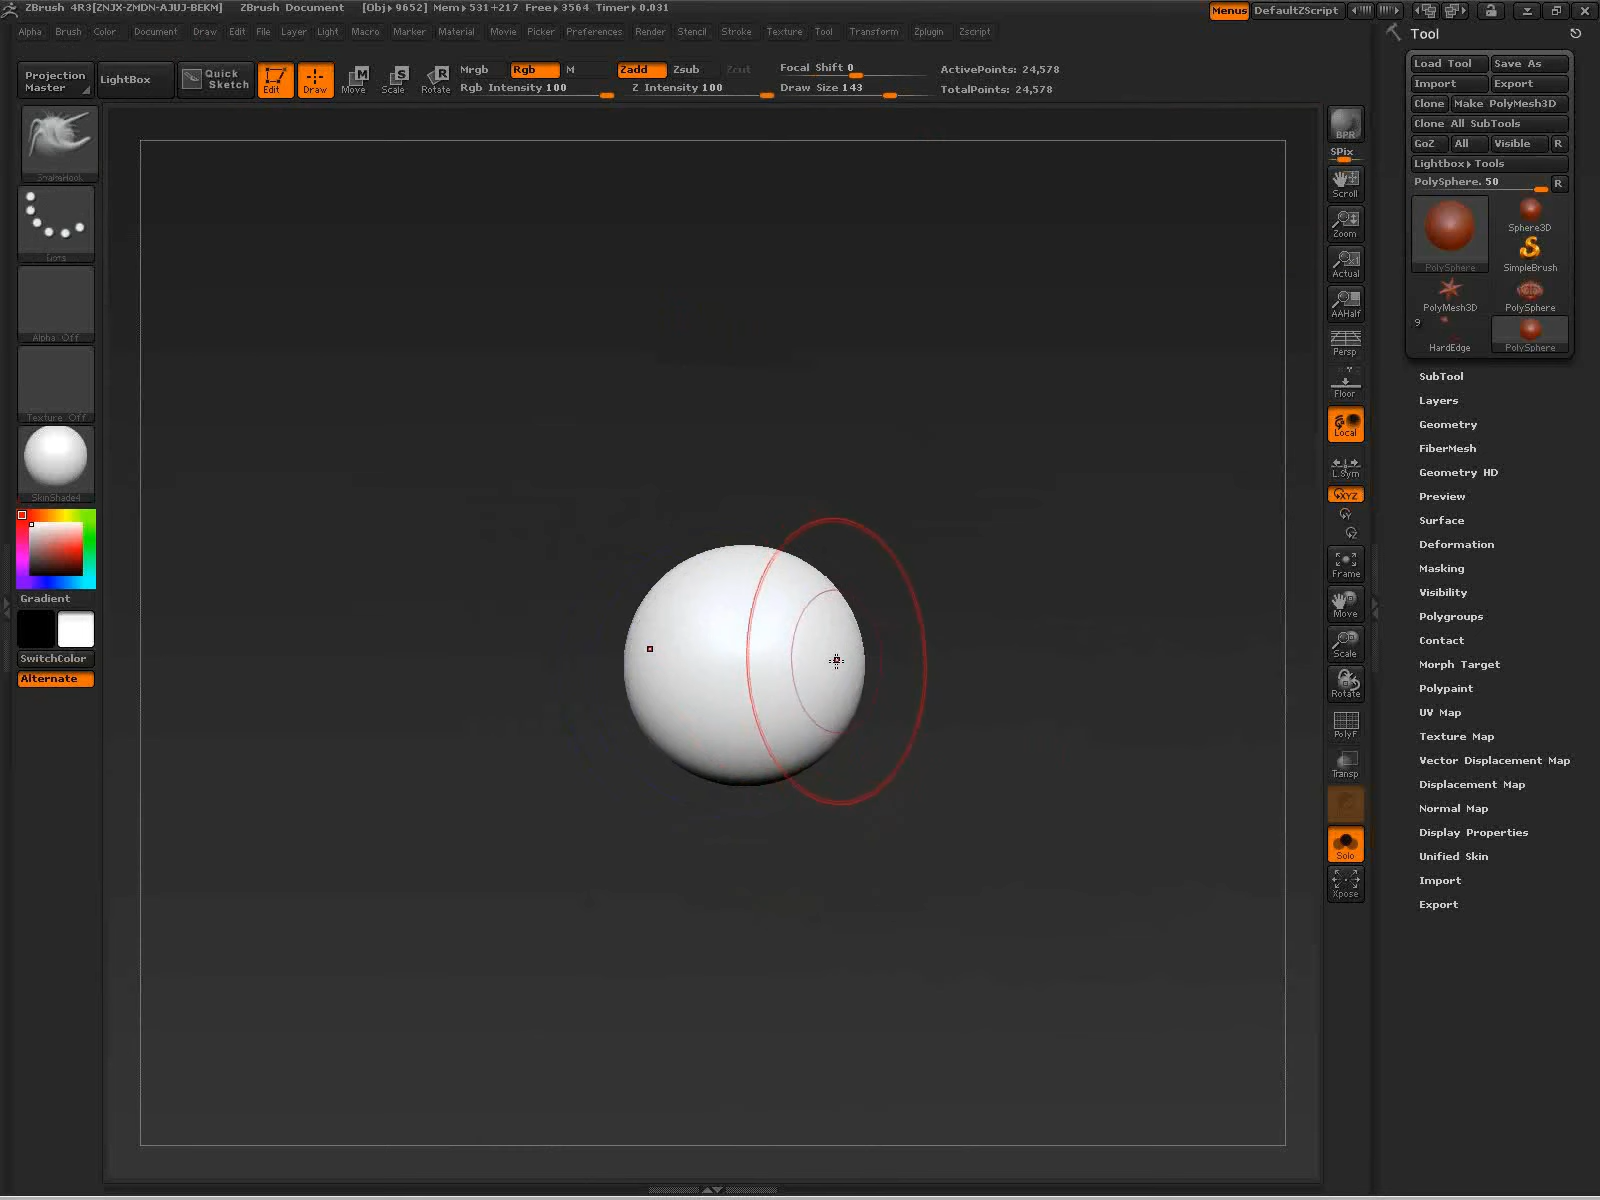 ZBrush 4R3[ZNJX-ZMDN-AJUJ-BEKM] ZBrush Document [Obj▸9652] Mem▸531+217 Free▸3564 Timer▸0.031 Menus DefaultZScript
Alpha Brush Color Document Draw Edit File Layer Light Macro Marker Material Movie Picker Preferences Render Stencil Stroke Texture Tool Transform Zplugin Zscript
Projection Master
LightBox
Quick Sketch
Edit
Draw
Move
Scale
Rotate
Mrgb Rgb M
Rgb Intensity 100
Zadd Zsub Zcut
Z Intensity 100
Focal Shift 0
Draw Size 143
ActivePoints: 24,578
TotalPoints: 24,578
SnakeHook
Dots
Alpha Off
Texture Off
SkinShade4
Gradient
SwitchColor
Alternate
BPR
SPix
Scroll
Zoom
Actual
AAHalf
Persp
Floor
Local
L.Sym
XYZ
Y
Z
Frame
Move
Scale
Rotate
PolyF
Transp
Solo
Xpose
Tool
Load Tool Save As
Import Export
Clone Make PolyMesh3D
Clone All SubTools
GoZ All Visible R
Lightbox▸Tools
PolySphere. 50 R
PolySphere
Sphere3D
SimpleBrush
PolyMesh3D
PolySphere
9
HardEdge
PolySphere
SubTool
Layers
Geometry
FiberMesh
Geometry HD
Preview
Surface
Deformation
Masking
Visibility
Polygroups
Contact
Morph Target
Polypaint
UV Map
Texture Map
Vector Displacement Map
Displacement Map
Normal Map
Display Properties
Unified Skin
Import
Export